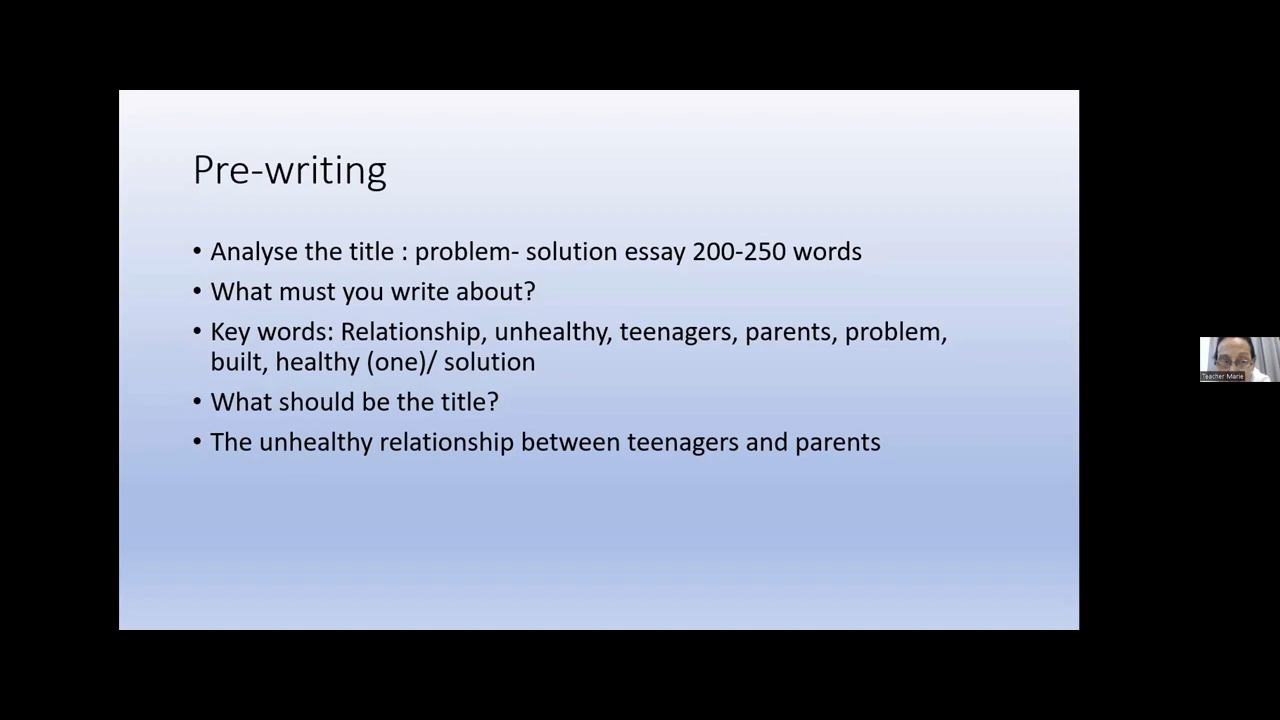 Pre-writing
• Analyse the title : problem- solution essay 200-250 words
• What must you write about?
• Key words: Relationship, unhealthy, teenagers, parents, problem,
built, healthy (one)/ solution
• What should be the title?
• The unhealthy relationship between teenagers and parents
Teacher Marie